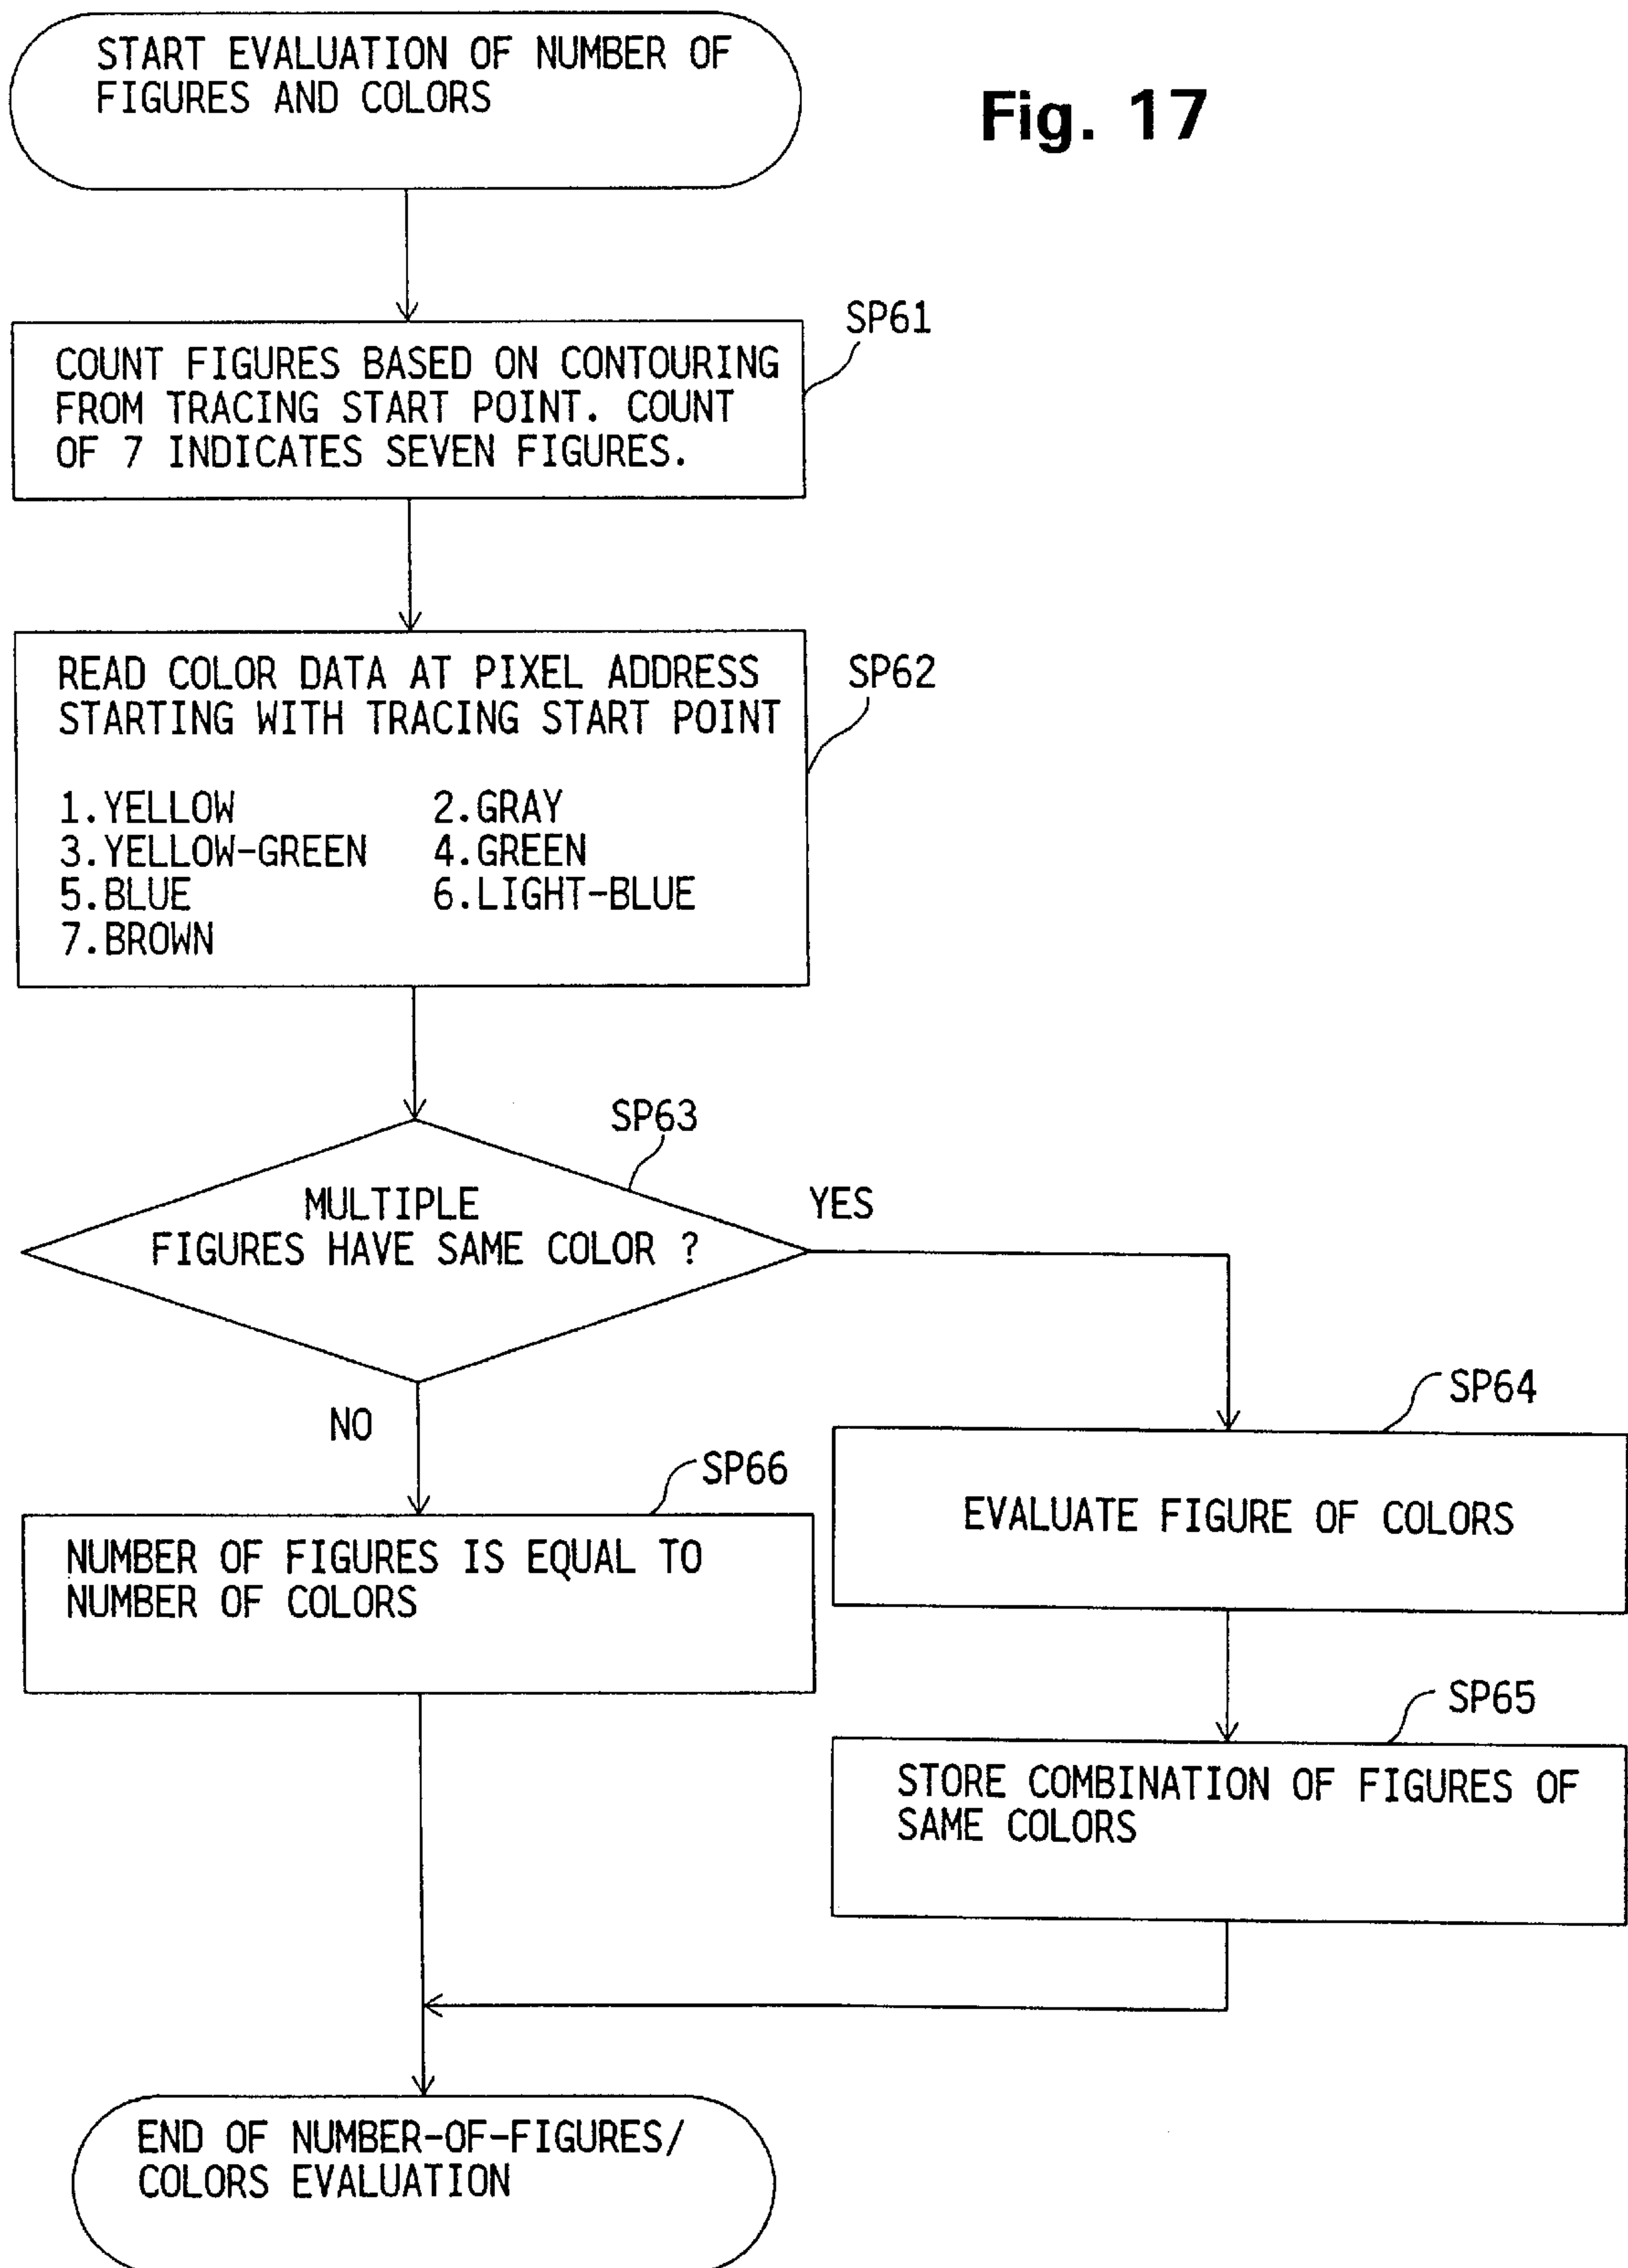 START EVALUATION OF NUMBER OF
FIGURES AND COLORS
Fig. 17
SP61
COUNT FIGURES BASED ON CONTOURING
FROM TRACING START POINT. COUNT
OF 7 INDICATES SEVEN FIGURES.
SP62
READ COLOR DATA AT PIXEL ADDRESS
STARTING WITH TRACING START POINT
1.YELLOW 2.GRAY
3.YELLOW-GREEN 4.GREEN
5.BLUE 6.LIGHT-BLUE
7.BROWN
SP63
MULTIPLE
FIGURES HAVE SAME COLOR ?
YES
NO
SP64
EVALUATE FIGURE OF COLORS
SP66
NUMBER OF FIGURES IS EQUAL TO
NUMBER OF COLORS
SP65
STORE COMBINATION OF FIGURES OF
SAME COLORS
END OF NUMBER-OF-FIGURES/
COLORS EVALUATION